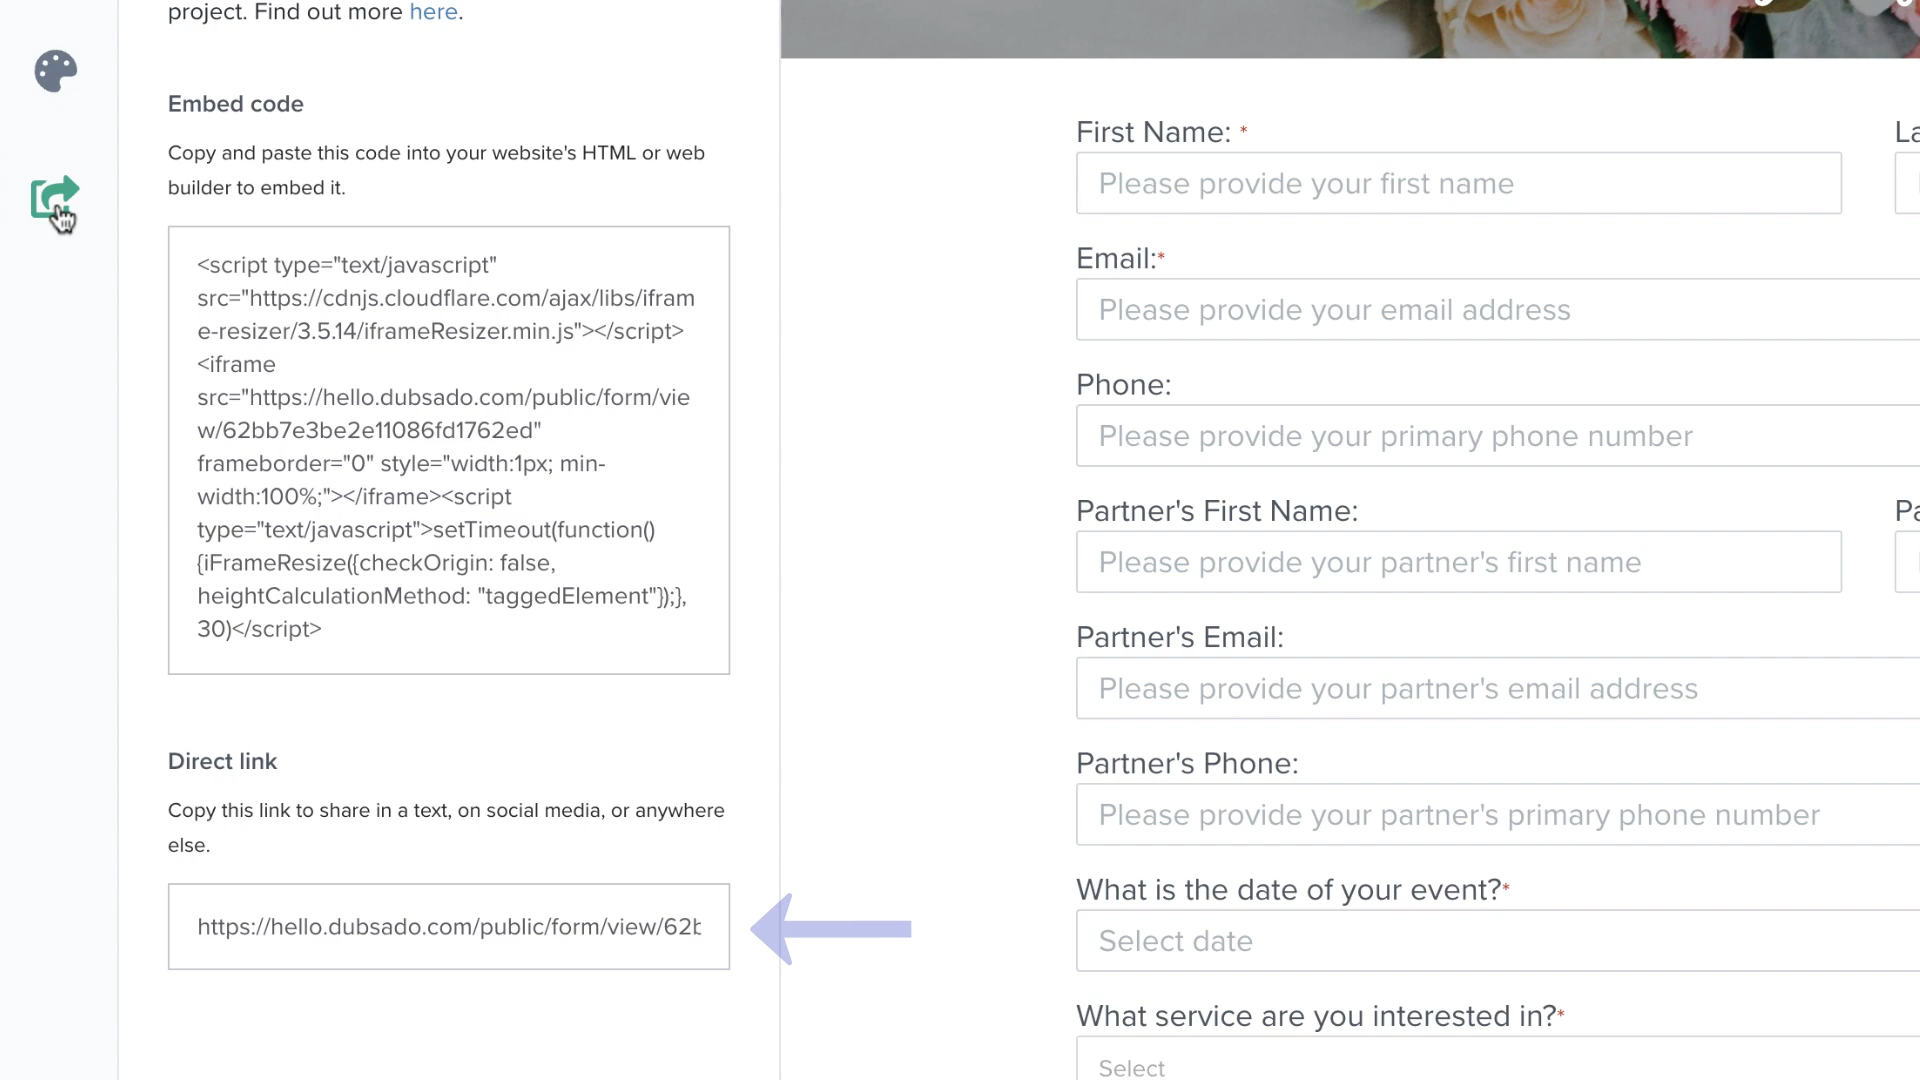 project. Find out more here.
Embed code
Copy and paste this code into your website's HTML or web
builder to embed it.
<script type="text/javascript"
src="https://cdnjs.cloudflare.com/ajax/libs/ifram
e-resizer/3.5.14/iframeResizer.min.js"></script>
<iframe
src="https://hello.dubsado.com/public/form/vie
w/62bb7e3be2e11086fd1762ed"
frameborder="0" style="width:1px; min-
width:100%;"></iframe><script
type="text/javascript">setTimeout(function()
{iFrameResize({checkOrigin: false,
heightCalculationMethod: "taggedElement"});},
30)</script>
Direct link
Copy this link to share in a text, on social media, or anywhere
else.
https://hello.dubsado.com/public/form/view/62b
First Name: *
Please provide your first name
La
Email:*
Please provide your email address
Phone:
Please provide your primary phone number
Partner's First Name:
Please provide your partner's first name
Pa
Partner's Email:
Please provide your partner's email address
Partner's Phone:
Please provide your partner's primary phone number
What is the date of your event?*
Select date
What service are you interested in?*
Select